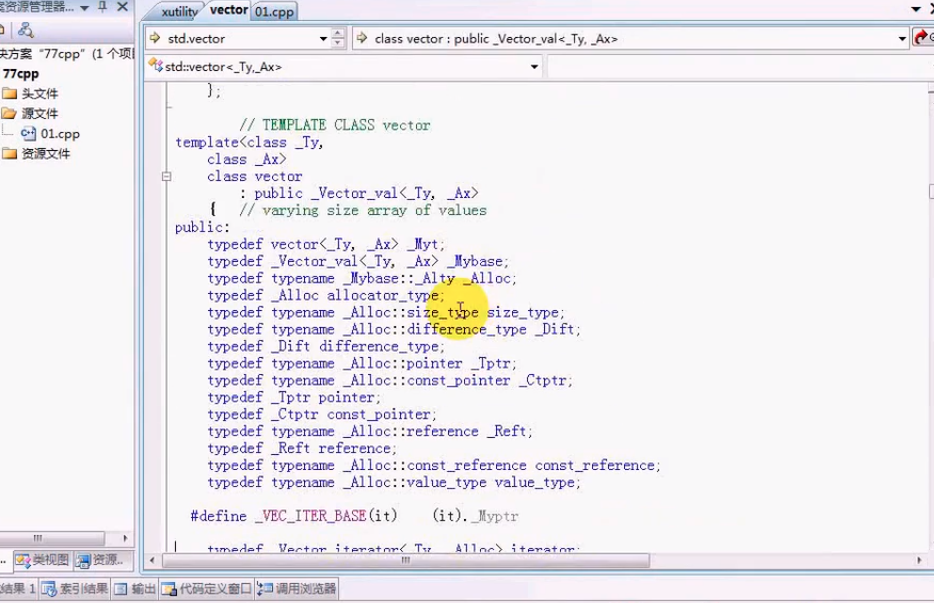 案资源管理器...
xutility vector 01.cpp
std.vector
class vector : public _Vector_val<_Ty, _Ax>
std::vector<_Ty,_Ax>
决方案“77cpp”(1 个项
77cpp
头文件
源文件
01.cpp
资源文件
};
// TEMPLATE CLASS vector
template<class _Ty,
class _Ax>
class vector
: public _Vector_val<_Ty, _Ax>
{ // varying size array of values
public:
typedef vector<_Ty, _Ax> _Myt;
typedef _Vector_val<_Ty, _Ax> _Mybase;
typedef typename _Mybase::_Alty _Alloc;
typedef _Alloc allocator_type;
typedef typename _Alloc::size_type size_type;
typedef typename _Alloc::difference_type _Dift;
typedef _Dift difference_type;
typedef typename _Alloc::pointer _Tptr;
typedef typename _Alloc::const_pointer _Ctptr;
typedef _Tptr pointer;
typedef _Ctptr const_pointer;
typedef typename _Alloc::reference _Reft;
typedef _Reft reference;
typedef typename _Alloc::const_reference const_reference;
typedef typename _Alloc::value_type value_type;
#define _VEC_ITER_BASE(it) (it)._Myptr
typedef _Vector_iterator<_Ty, _Alloc> iterator;
... 类视图 资源...
结果 1 索引结果 输出 代码定义窗口 调用浏览器